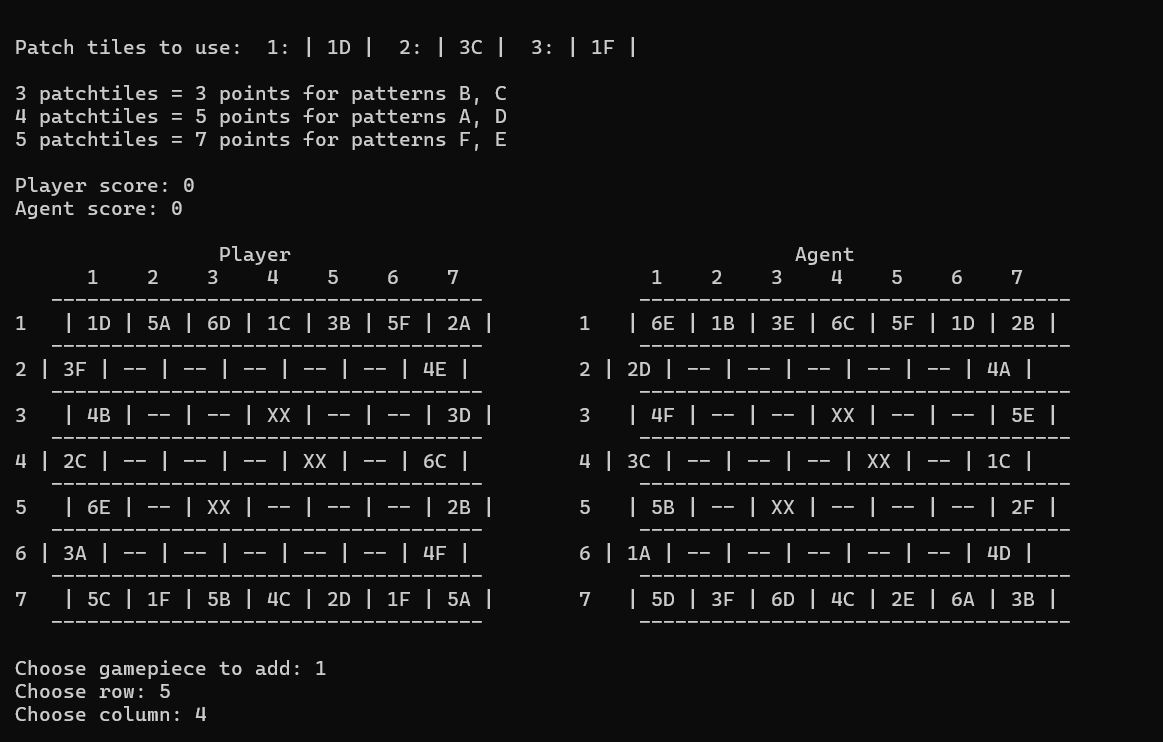 Patch tiles to use:  1: | 1D |  2: | 3C |  3: | 1F |
3 patchtiles = 3 points for patterns B, C
4 patchtiles = 5 points for patterns A, D
5 patchtiles = 7 points for patterns F, E
Player score: 0
Agent score: 0
Player Agent
1 2 3 4 5 6 7 1 2 3 4 5 6 7
1 | 1D | 5A | 6D | 1C | 3B | 5F | 2A | 1 | 6E | 1B | 3E | 6C | 5F | 1D | 2B |
2 | 3F | -- | -- | -- | -- | -- | 4E | 2 | 2D | -- | -- | -- | -- | -- | 4A |
3 | 4B | -- | -- | XX | -- | -- | 3D | 3 | 4F | -- | -- | XX | -- | -- | 5E |
4 | 2C | -- | -- | -- | XX | -- | 6C | 4 | 3C | -- | -- | -- | XX | -- | 1C |
5 | 6E | -- | XX | -- | -- | -- | 2B | 5 | 5B | -- | XX | -- | -- | -- | 2F |
6 | 3A | -- | -- | -- | -- | -- | 4F | 6 | 1A | -- | -- | -- | -- | -- | 4D |
7 | 5C | 1F | 5B | 4C | 2D | 1F | 5A | 7 | 5D | 3F | 6D | 4C | 2E | 6A | 3B |
Choose gamepiece to add: 1
Choose row: 5
Choose column: 4